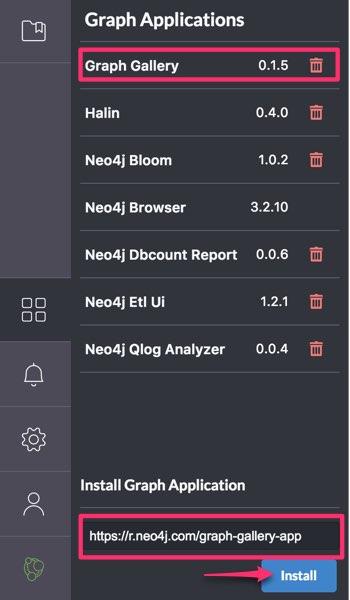 Graph Applications
Graph Gallery 0.1.5
Halin 0.4.0
Neo4j Bloom 1.0.2
Neo4j Browser 3.2.10
Neo4j Dbcount Report 0.0.6
Neo4j Etl Ui 1.2.1
Neo4j Qlog Analyzer 0.0.4
Install Graph Application
https://r.neo4j.com/graph-gallery-app
Install